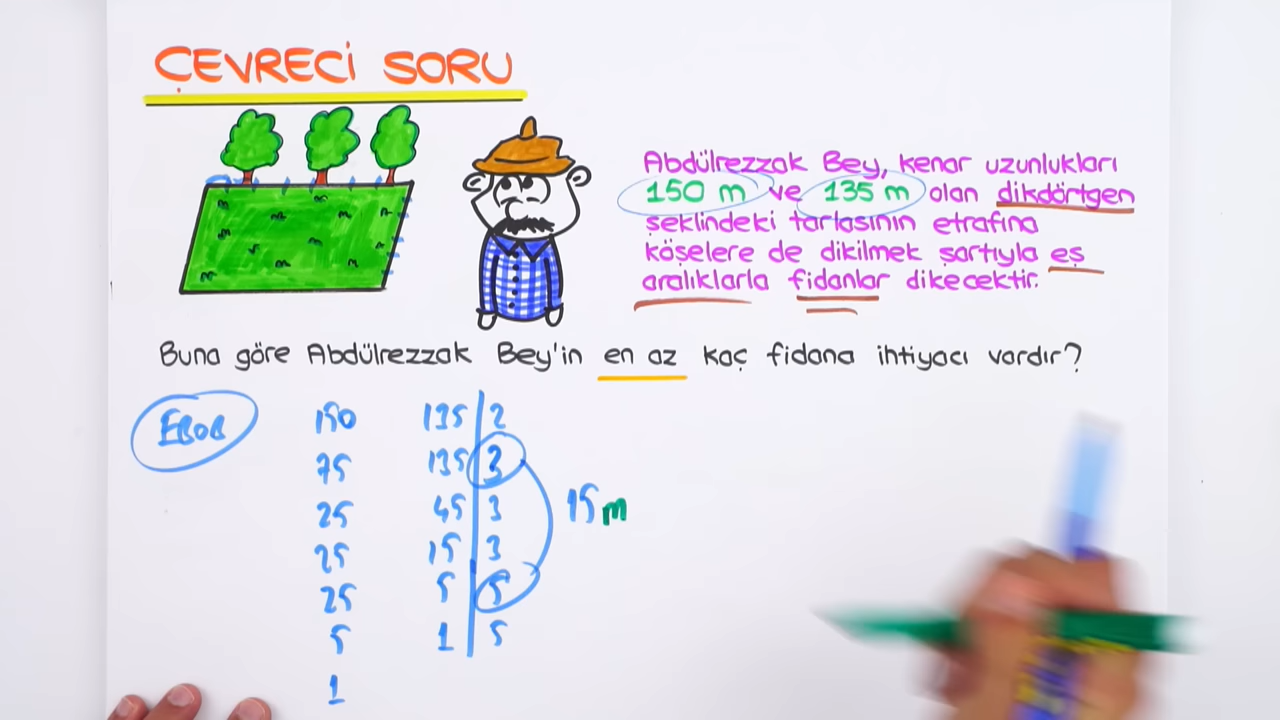 ÇEVRECİ SORU
Abdülrezzak Bey, kenar uzunlukları
150 m ve 135 m olan dikdörtgen
şeklindeki tarlasının etrafına
köşelere de dikilmek şartıyla eş
aralıklarla fidanlar dikecektir.
Buna göre Abdülrezzak Bey'in en az kaç fidana ihtiyacı vardır?
EBOB
150 135 2
75 135 3
25 45 3
25 15 3
25 5 5
5 1 5
1
15 m